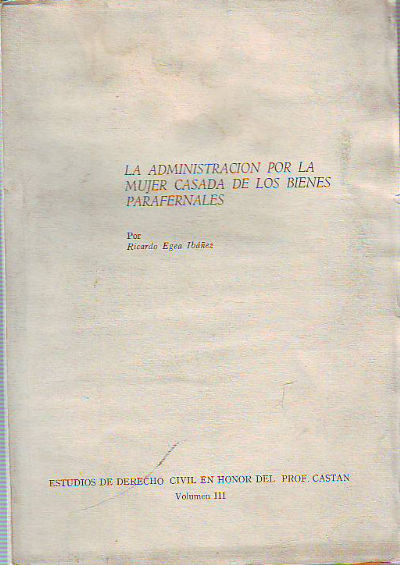 LA ADMINISTRACION POR LA
MUJER CASADA DE LOS BIENES
PARAFERNALES
Por
Ricardo Egea Ibáñez
ESTUDIOS DE DERECHO CIVIL EN HONOR DEL PROF. CASTAN
Volumen III